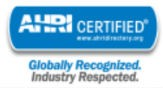 AHRI CERTIFIED®
www.ahridirectory.org
Globally Recognized.
Industry Respected.